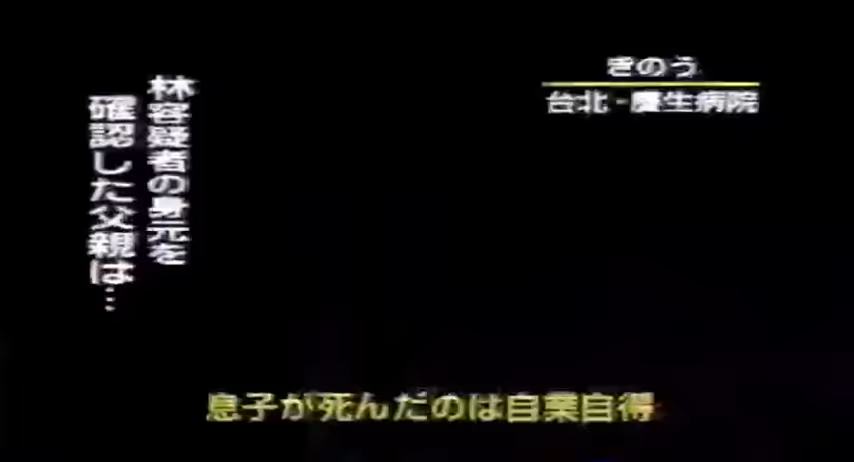 きのう
台北・慶生病院
林容疑者の身元を
確認した父親は…
息子が死んだのは自業自得